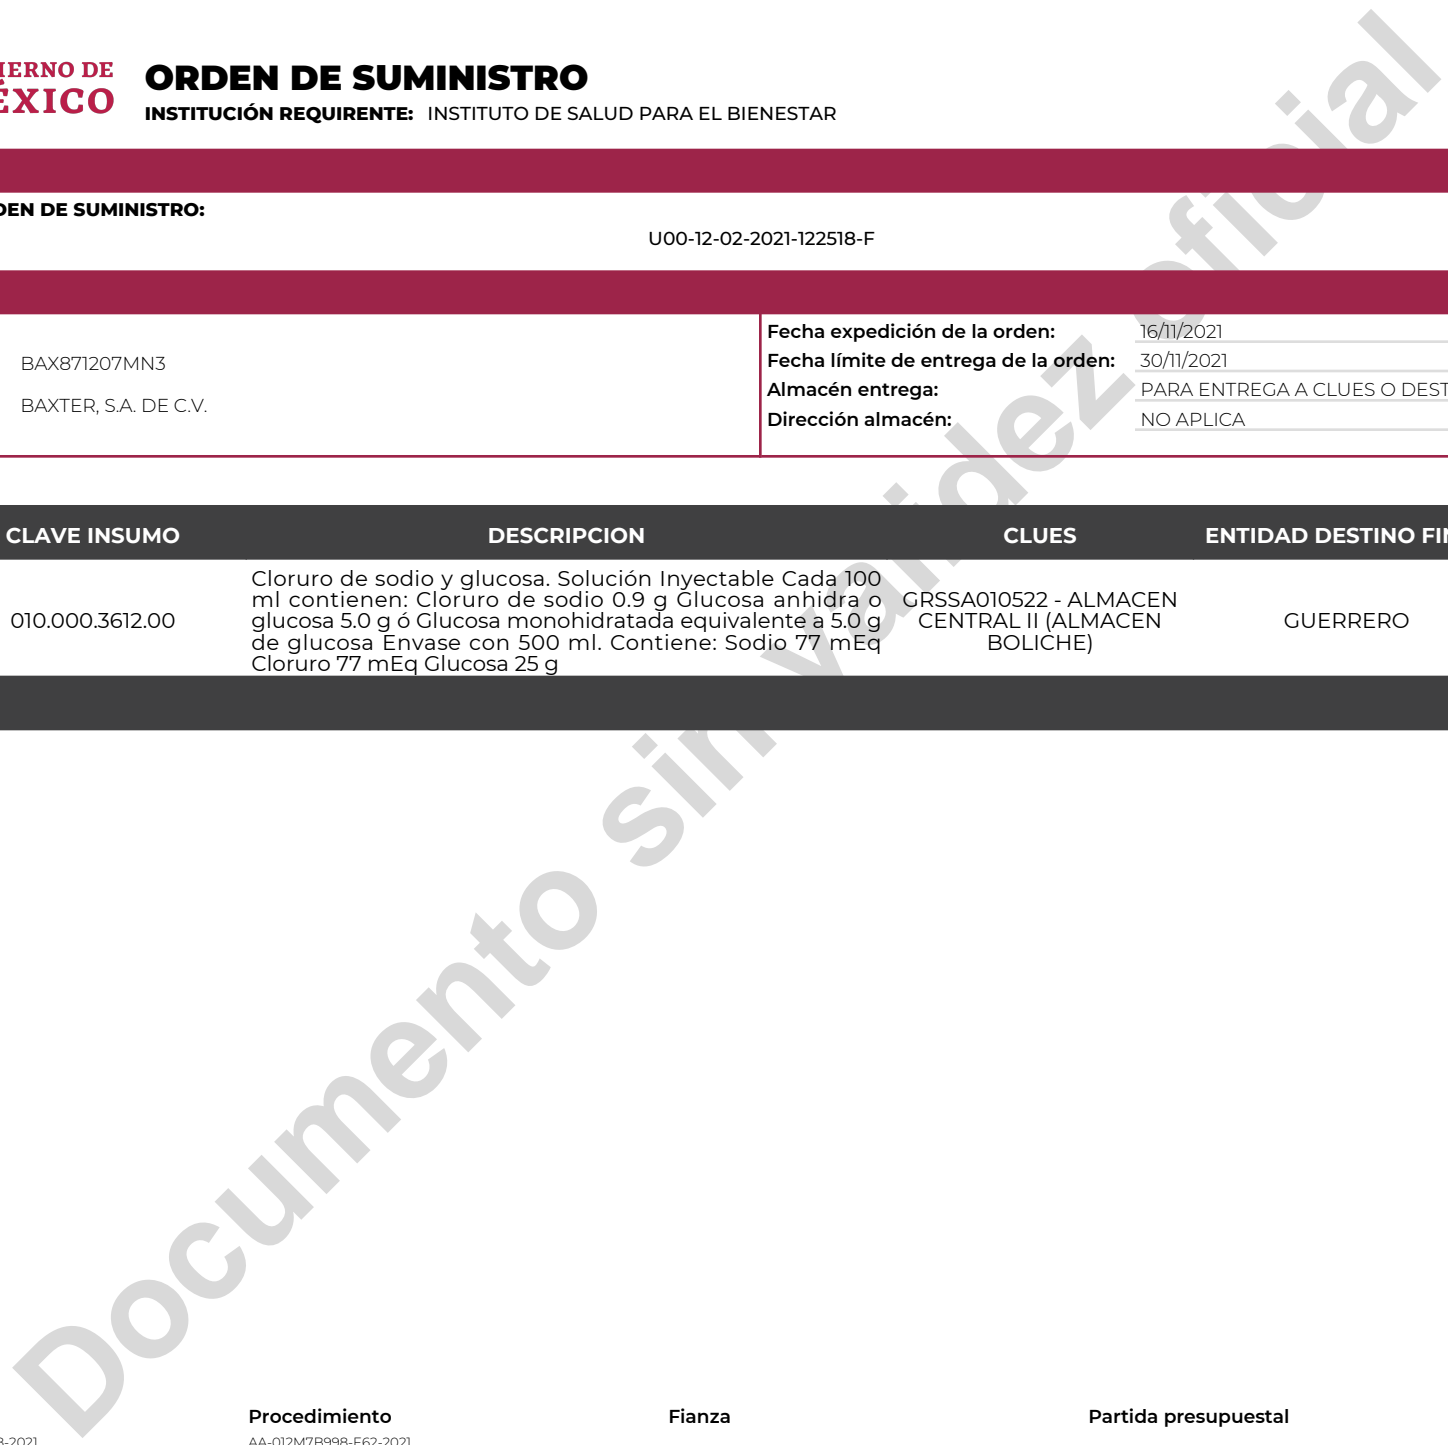 IERNO DE
ÉXICO
ORDEN DE SUMINISTRO
INSTITUCIÓN REQUIRENTE: INSTITUTO DE SALUD PARA EL BIENESTAR
DEN DE SUMINISTRO:
U00-12-02-2021-122518-F
BAX871207MN3
BAXTER, S.A. DE C.V.
Fecha expedición de la orden: 16/11/2021
Fecha límite de entrega de la orden: 30/11/2021
Almacén entrega: PARA ENTREGA A CLUES O DEST
Dirección almacén: NO APLICA
CLAVE INSUMO DESCRIPCION CLUES ENTIDAD DESTINO FIN
010.000.3612.00
Cloruro de sodio y glucosa. Solución Inyectable Cada 100
ml contienen: Cloruro de sodio 0.9 g Glucosa anhidra o
glucosa 5.0 g ó Glucosa monohidratada equivalente a 5.0 g
de glucosa Envase con 500 ml. Contiene: Sodio 77 mEq
Cloruro 77 mEq Glucosa 25 g
GRSSA010522 - ALMACEN
CENTRAL II (ALMACEN
BOLICHE)
GUERRERO
Documento sin validez oficial
Procedimiento Fianza Partida presupuestal
-2021 AA-012M7B998-E62-2021